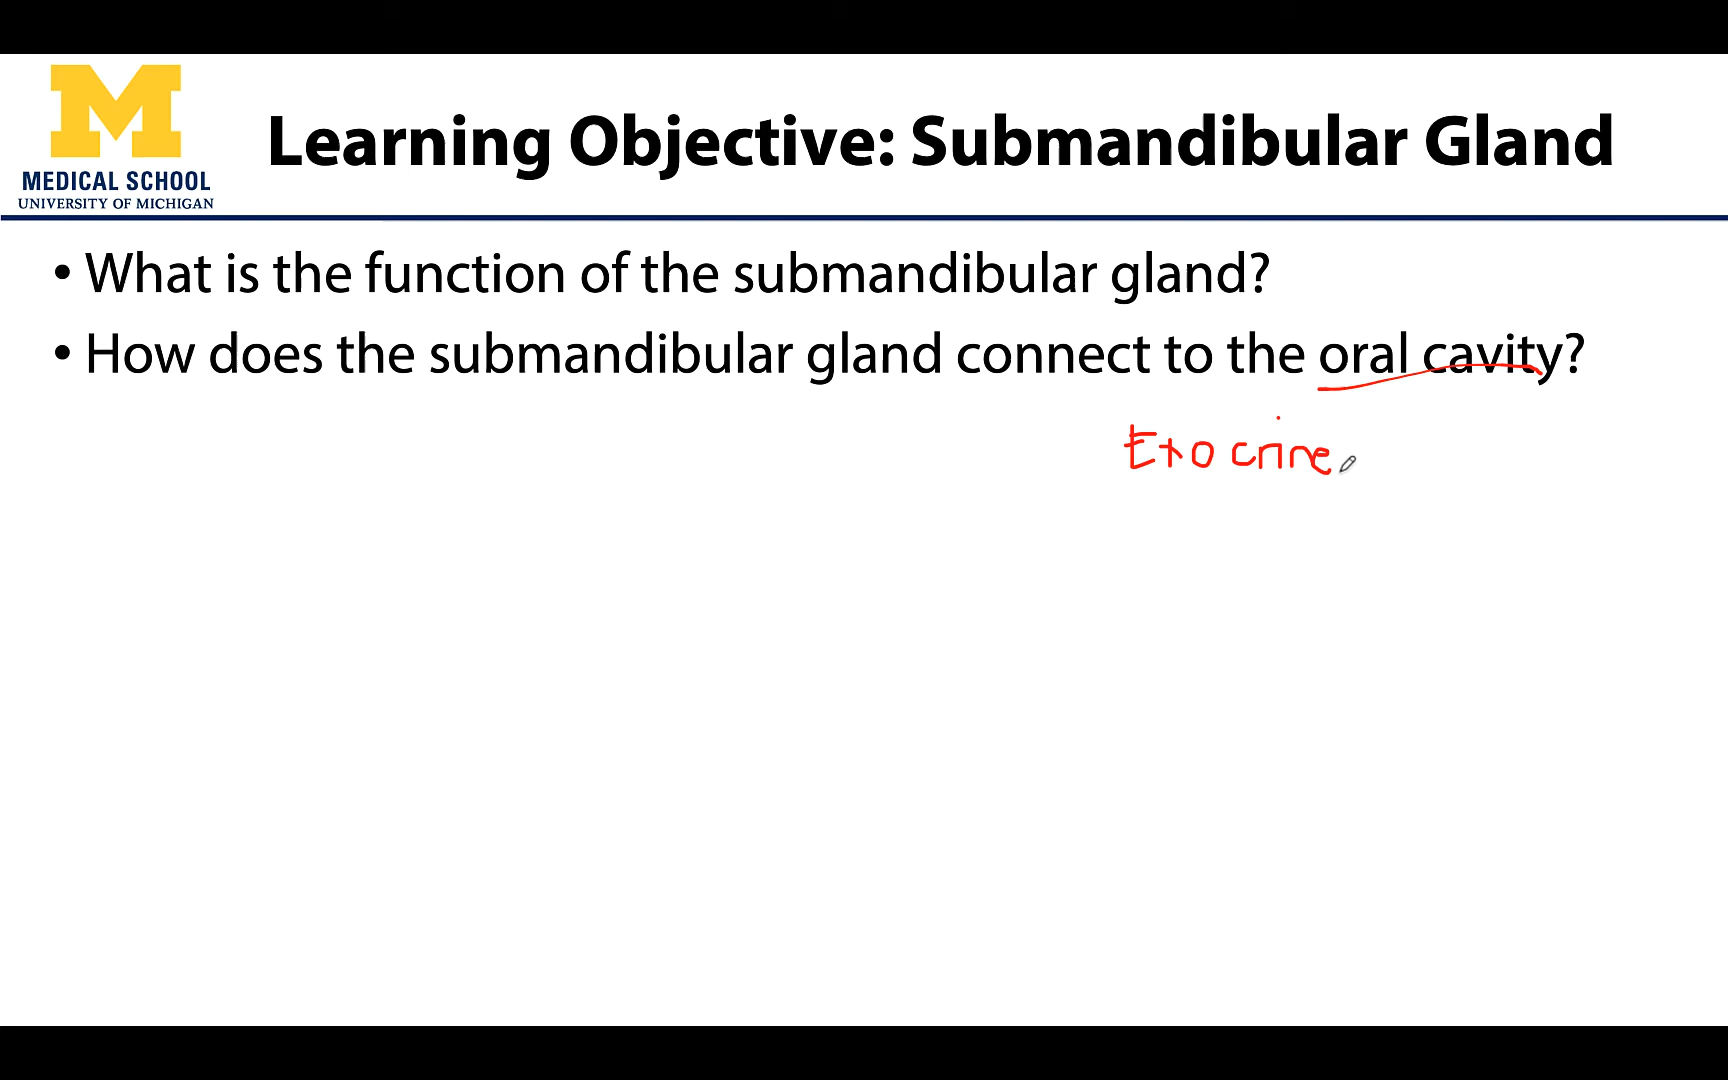 M
MEDICAL SCHOOL
UNIVERSITY OF MICHIGAN
Learning Objective: Submandibular Gland
• What is the function of the submandibular gland?
• How does the submandibular gland connect to the oral cavity?
Exocrine